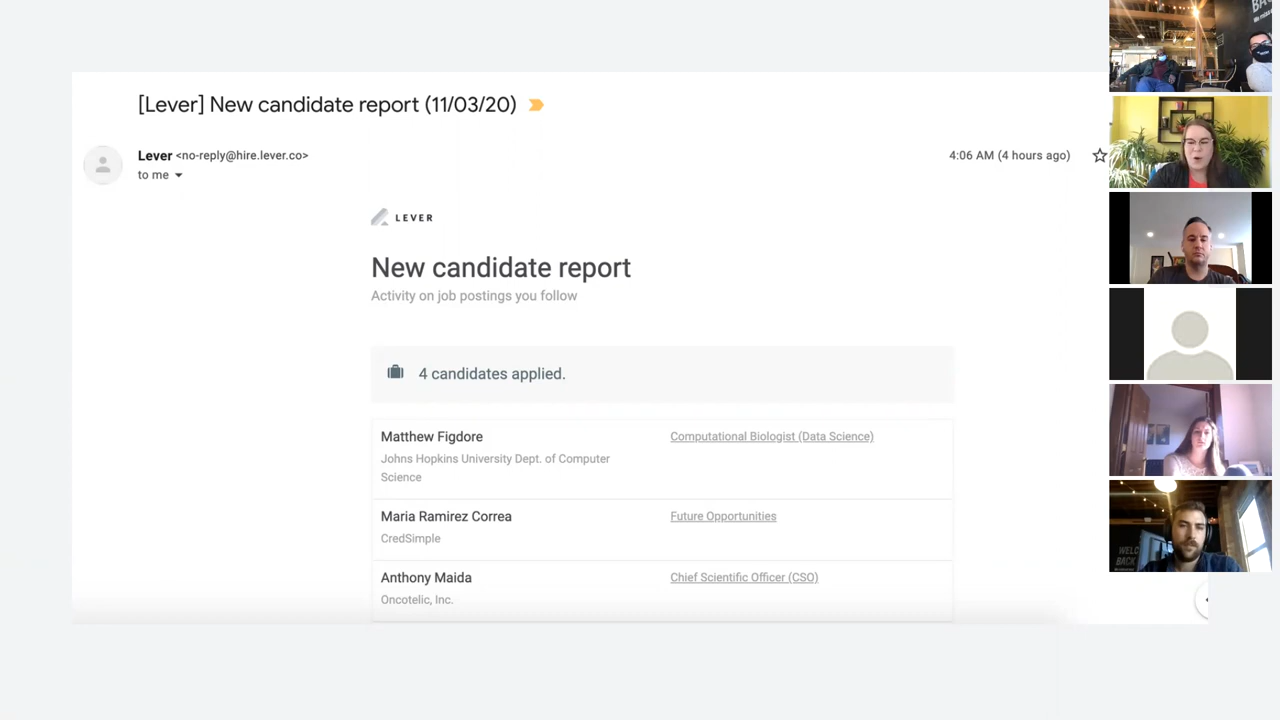 [Lever] New candidate report (11/03/20)
Lever <no-reply@hire.lever.co>
4:06 AM (4 hours ago)
to me
LEVER
New candidate report
Activity on job postings you follow
4 candidates applied.
Matthew Figdore
Computational Biologist (Data Science)
Johns Hopkins University Dept. of Computer
Science
Maria Ramirez Correa
Future Opportunities
CredSimple
Anthony Maida
Chief Scientific Officer (CSO)
Oncotelic, Inc.